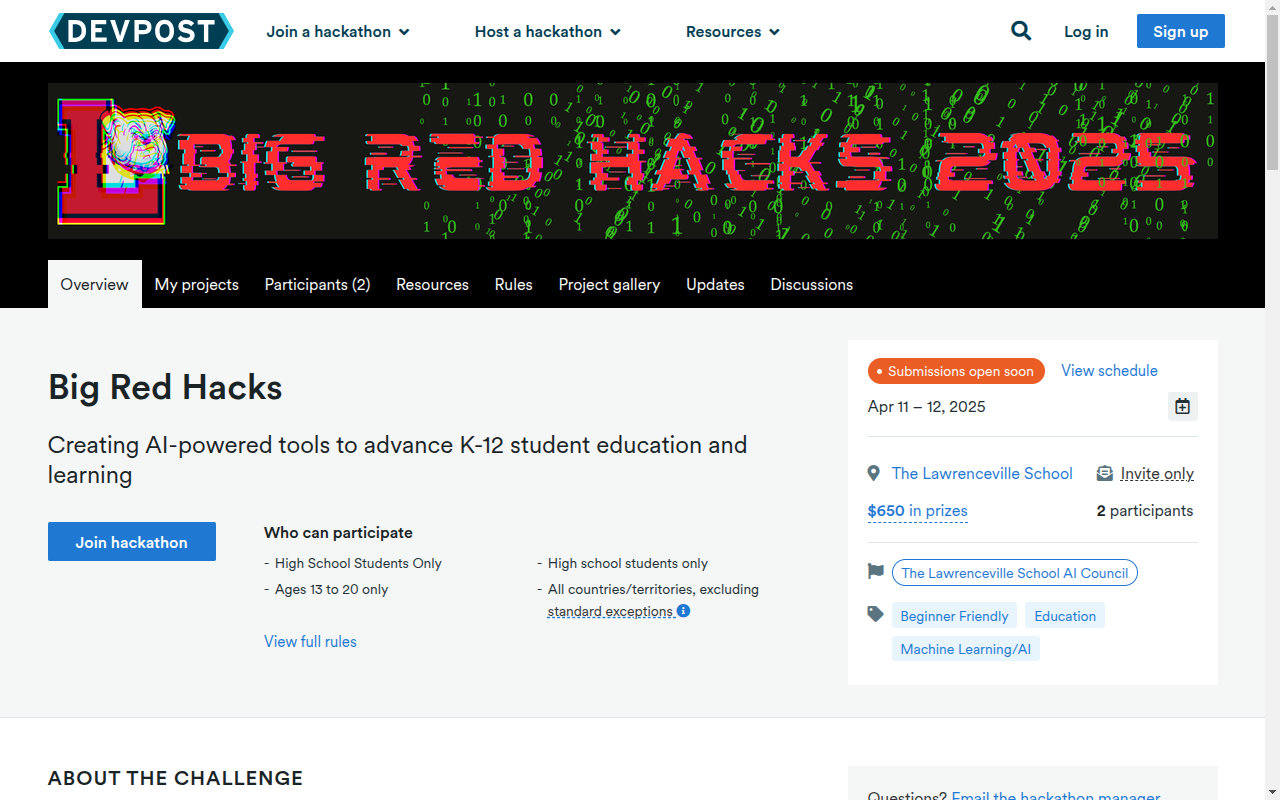 DEVPOST
Join a hackathon
Host a hackathon
Resources
Log in
Sign up
L
BIG RED HACKS 2025
Overview
My projects
Participants (2)
Resources
Rules
Project gallery
Updates
Discussions
Big Red Hacks
Creating AI-powered tools to advance K-12 student education and
learning
Join hackathon
Who can participate
- High School Students Only
- Ages 13 to 20 only
- High school students only
- All countries/territories, excluding
standard exceptions
View full rules
Submissions open soon
View schedule
Apr 11 – 12, 2025
The Lawrenceville School
Invite only
$650 in prizes
2 participants
The Lawrenceville School AI Council
Beginner Friendly
Education
Machine Learning/AI
ABOUT THE CHALLENGE
Questions? Email the hackathon manager